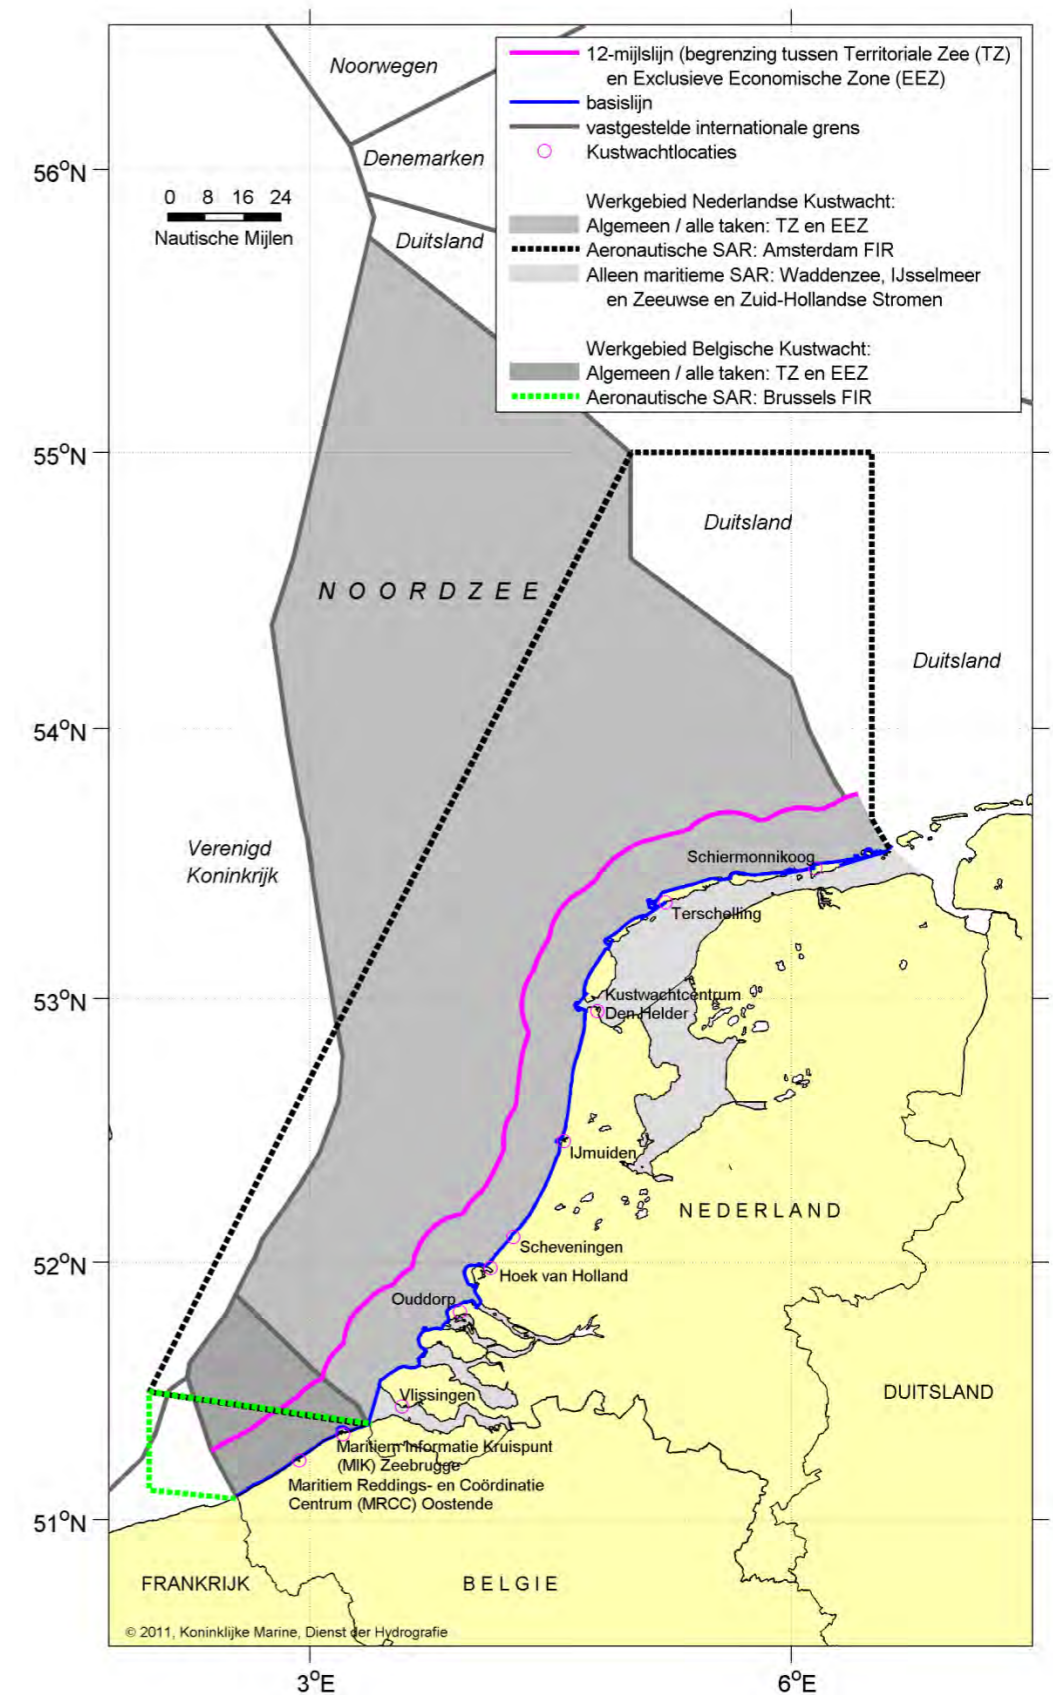 12-mijlslijn (begrenzing tussen Territoriale Zee (TZ)
en Exclusieve Economische Zone (EEZ)
basislijn
vastgestelde internationale grens
Kustwachtlocaties
Werkgebied Nederlandse Kustwacht:
Algemeen / alle taken: TZ en EEZ
Aeronautische SAR: Amsterdam FIR
Alleen maritieme SAR: Waddenzee, IJsselmeer
en Zeeuwse en Zuid-Hollandse Stromen
Werkgebied Belgische Kustwacht:
Algemeen / alle taken: TZ en EEZ
Aeronautische SAR: Brussels FIR
Noorwegen
Denemarken
Duitsland
56°N
0 8 16 24
Nautische Mijlen
55°N
Duitsland
NOORDZEE
Duitsland
54°N
Verenigd
Koninkrijk
Schiermonnikoog
Terschelling
53°N
Kustwachtcentrum
Den Helder
IJmuiden
NEDERLAND
Scheveningen
52°N
Hoek van Holland
Ouddorp
Vlissingen
DUITSLAND
Maritiem Informatie Kruispunt
(MIK) Zeebrugge
Maritiem Reddings- en Coördinatie
Centrum (MRCC) Oostende
51°N
FRANKRIJK
BELGIE
© 2011, Koninklijke Marine, Dienst der Hydrografie
3°E
6°E